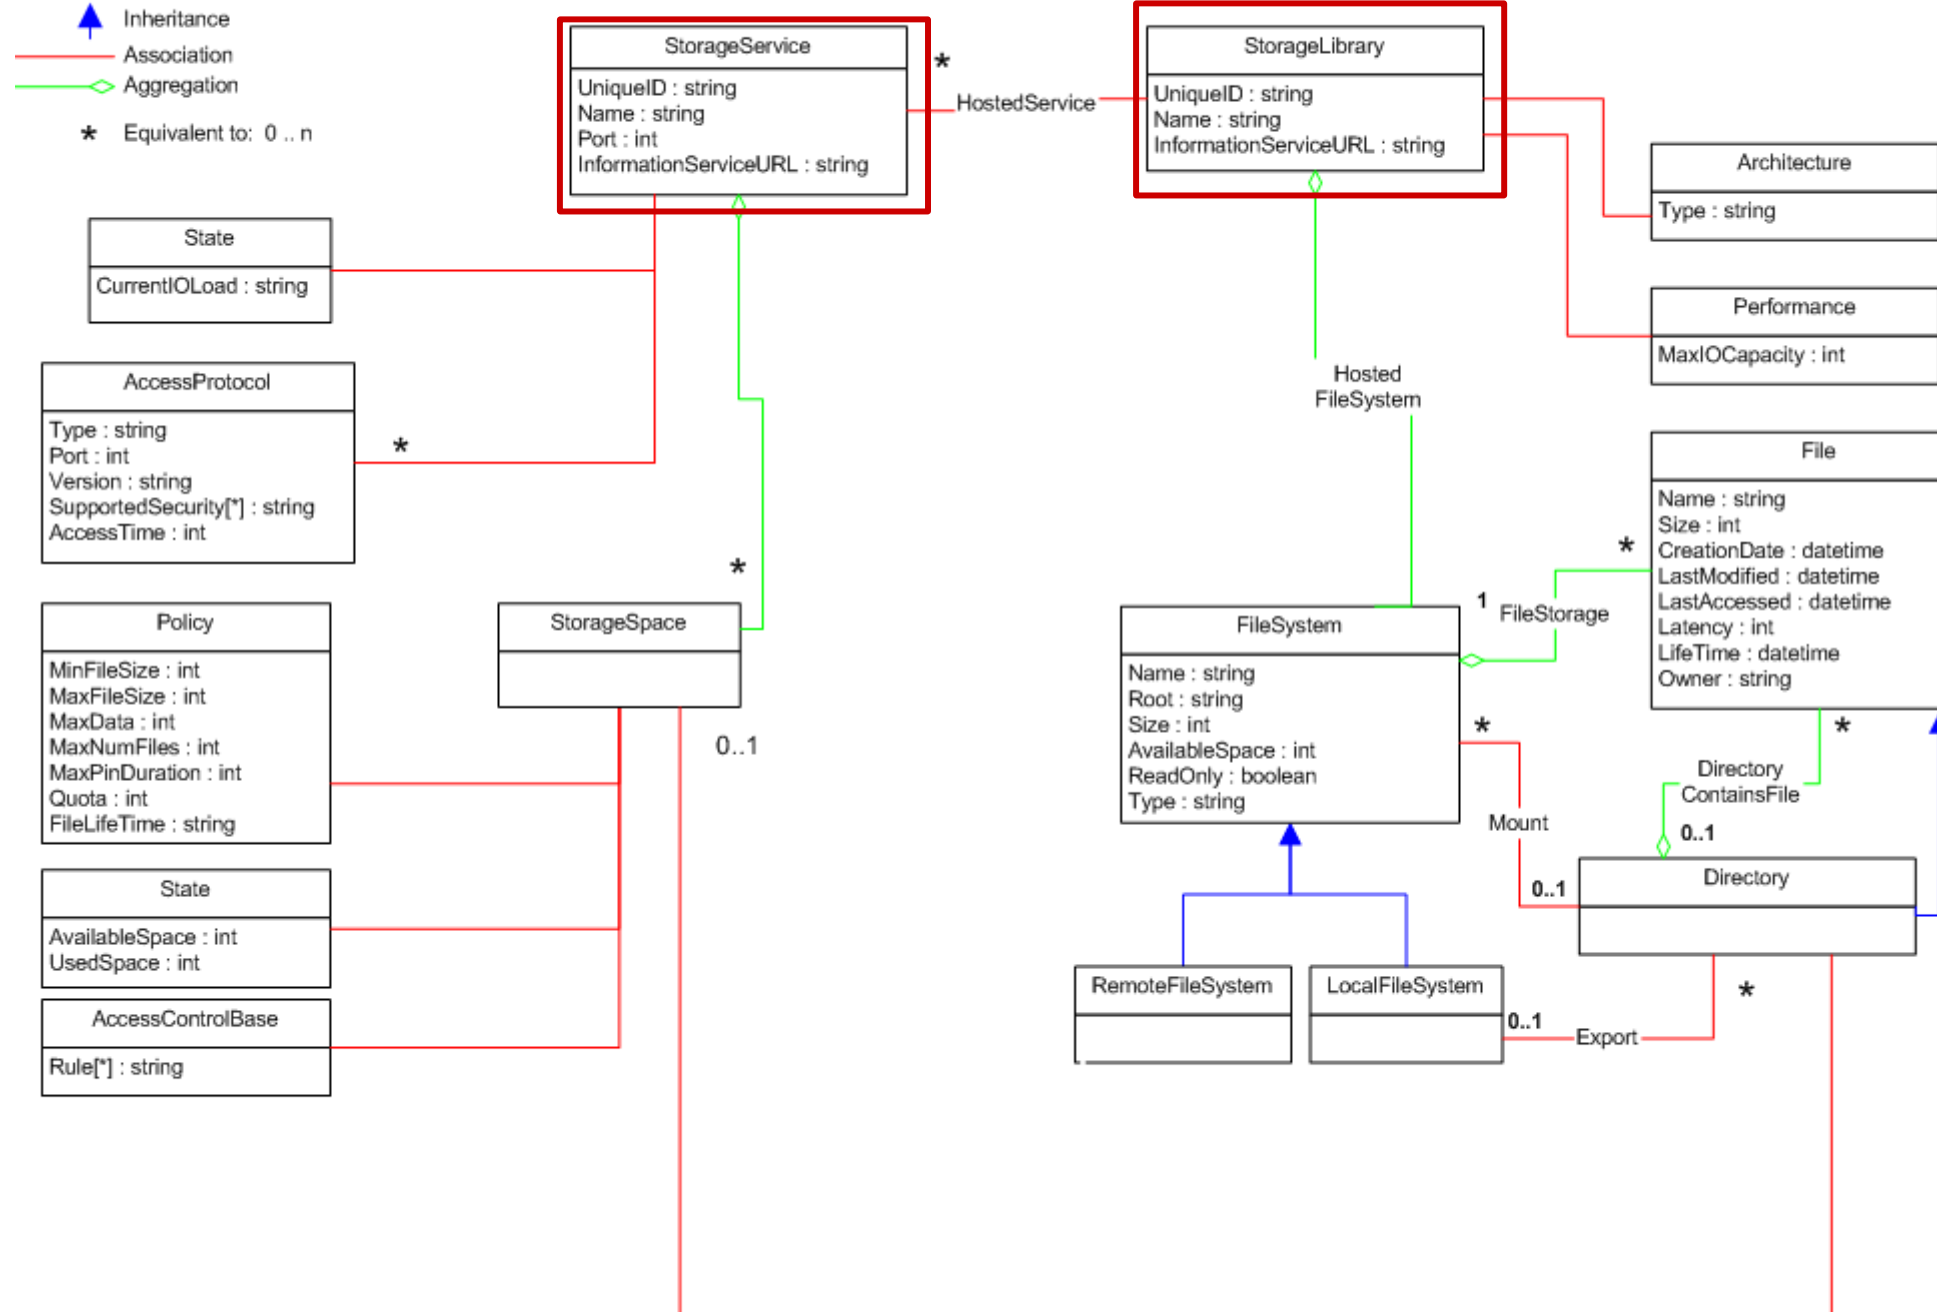 Inheritance
Association
Aggregation
* Equivalent to: 0 .. n
StorageService
UniqueID : string
Name : string
Port : int
InformationServiceURL : string
*
HostedService
StorageLibrary
UniqueID : string
Name : string
InformationServiceURL : string
Architecture
Type : string
Performance
MaxIOCapacity : int
State
CurrentIOLoad : string
AccessProtocol
Type : string
Port : int
Version : string
SupportedSecurity[*] : string
AccessTime : int
*
*
Hosted
FileSystem
File
Name : string
Size : int
CreationDate : datetime
LastModified : datetime
LastAccessed : datetime
Latency : int
LifeTime : datetime
Owner : string
*
1
FileStorage
Policy
MinFileSize : int
MaxFileSize : int
MaxData : int
MaxNumFiles : int
MaxPinDuration : int
Quota : int
FileLifeTime : string
StorageSpace
0..1
FileSystem
Name : string
Root : string
Size : int
AvailableSpace : int
ReadOnly : boolean
Type : string
*
Mount
0..1
*
Directory
ContainsFile
0..1
Directory
State
AvailableSpace : int
UsedSpace : int
AccessControlBase
Rule[*] : string
RemoteFileSystem
LocalFileSystem
0..1
Export
*